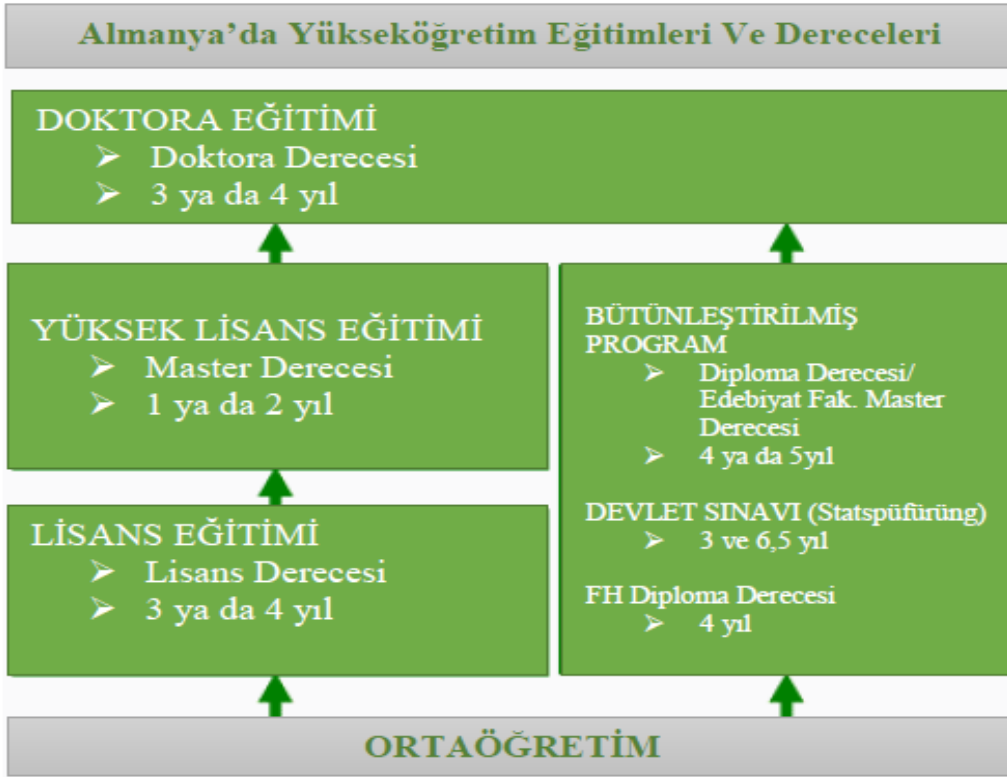 Almanya’da Yükseköğretim Eğitimleri Ve Dereceleri
DOKTORA EĞİTİMİ
➢ Doktora Derecesi
➢ 3 ya da 4 yıl
YÜKSEK LİSANS EĞİTİMİ
➢ Master Derecesi
➢ 1 ya da 2 yıl
LİSANS EĞİTİMİ
➢ Lisans Derecesi
➢ 3 ya da 4 yıl
BÜTÜNLEŞTİRİLMİŞ
PROGRAM
➢ Diploma Derecesi/
Edebiyat Fak. Master
Derecesi
➢ 4 ya da 5yıl
DEVLET SINAVI (Statspüfürüng)
➢ 3 ve 6,5 yıl
FH Diploma Derecesi
➢ 4 yıl
ORTAÖĞRETİM